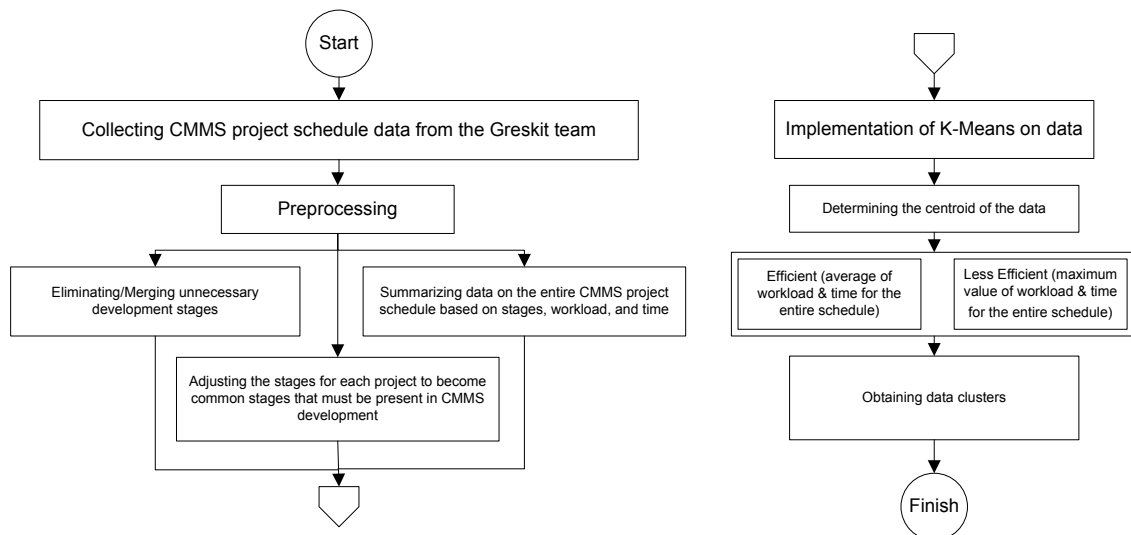 Start
Collecting CMMS project schedule data from the Greskit team
Preprocessing
Eliminating/Merging unnecessary
development stages
Summarizing data on the entire CMMS project
schedule based on stages, workload, and time
Adjusting the stages for each project to become
common stages that must be present in CMMS
development
Implementation of K-Means on data
Determining the centroid of the data
Efficient (average of
workload & time for the
entire schedule)
Less Efficient (maximum
value of workload & time
for the entire schedule)
Obtaining data clusters
Finish